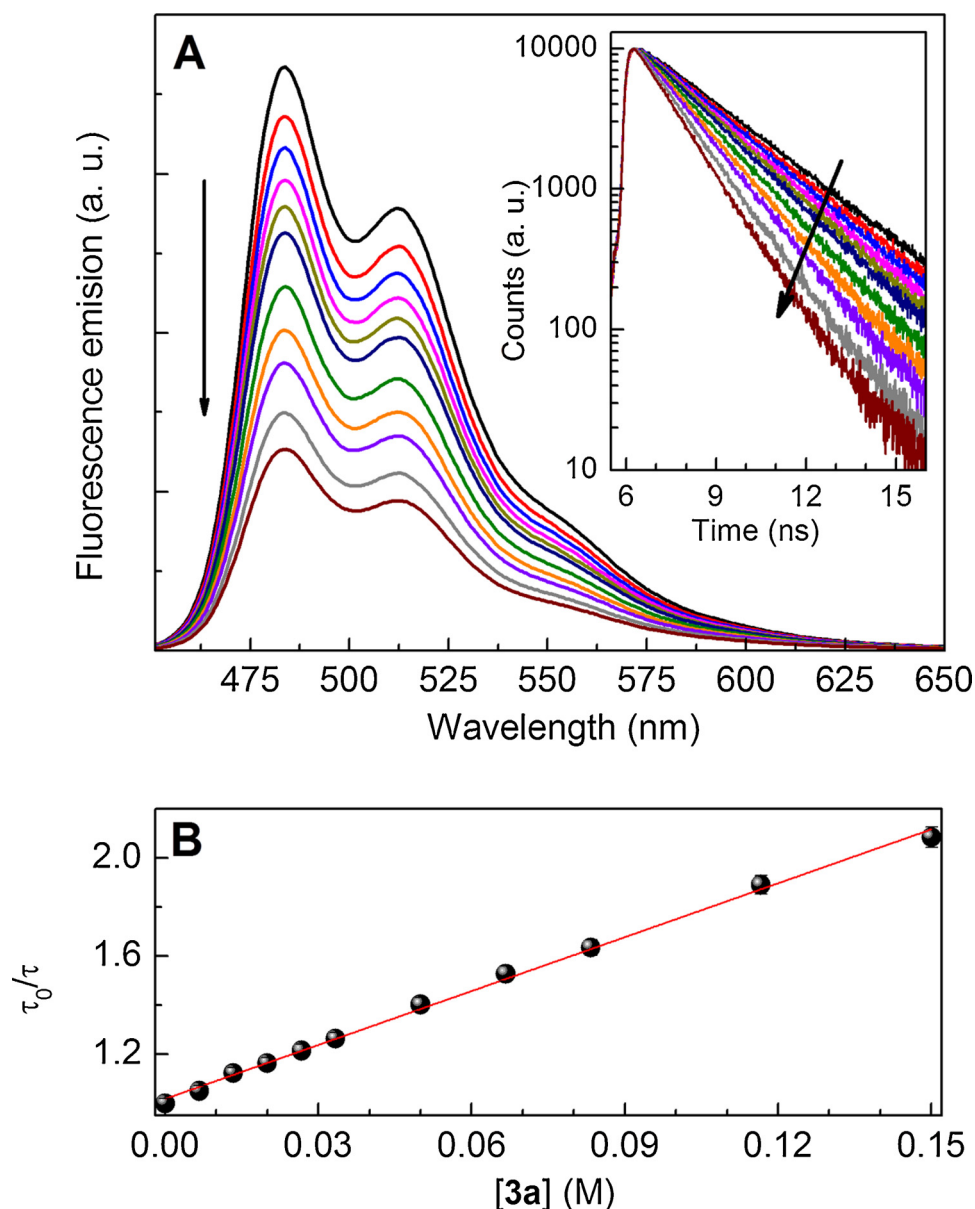 A
Fluorescence emission (a. u.)
475 500 525 550 575 600 625 650
Wavelength (nm)
10000
1000
100
10
Counts (a. u.)
6 9 12 15
Time (ns)
B
2.0
1.6
1.2
τ0/τ
0.00 0.03 0.06 0.09 0.12 0.15
[3a] (M)